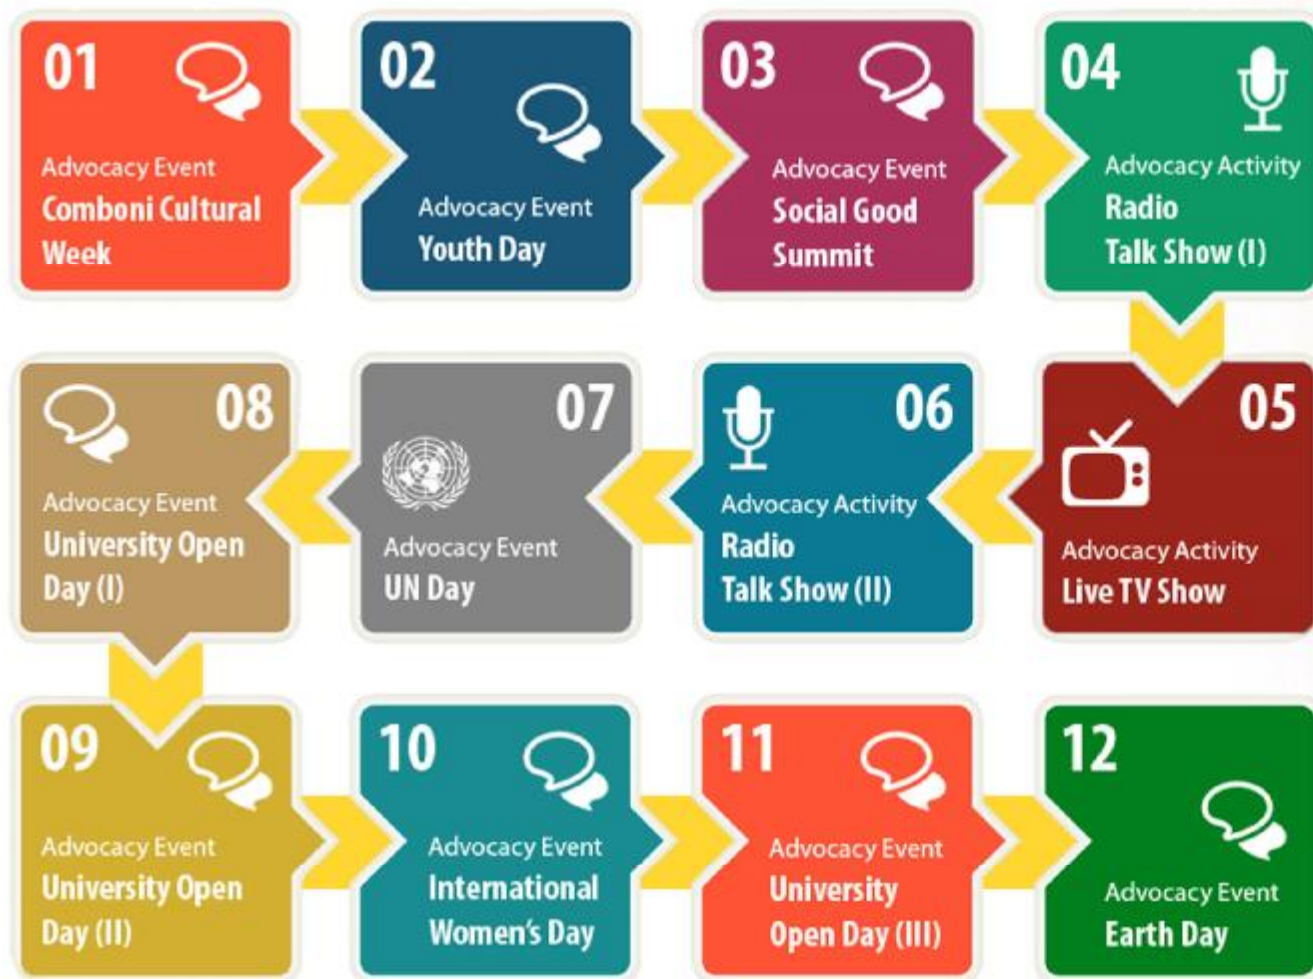 01
Advocacy Event
Comboni Cultural
Week
02
Advocacy Event
Youth Day
03
Advocacy Event
Social Good
Summit
04
Advocacy Activity
Radio
Talk Show (I)
05
Advocacy Activity
Live TV Show
06
Advocacy Activity
Radio
Talk Show (II)
07
Advocacy Event
UN Day
08
Advocacy Event
University Open
Day (I)
09
Advocacy Event
University Open
Day (II)
10
Advocacy Event
International
Women's Day
11
Advocacy Event
University
Open Day (III)
12
Advocacy Event
Earth Day